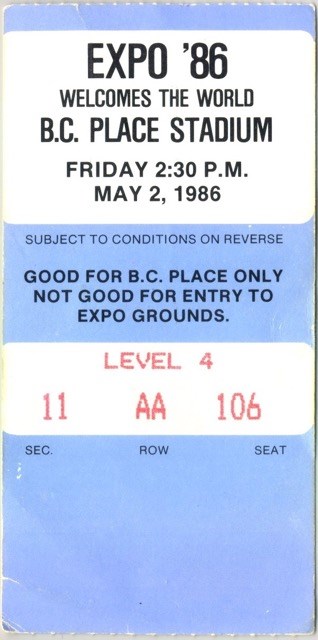 EXPO '86
WELCOMES THE WORLD
B.C. PLACE STADIUM
FRIDAY 2:30 P.M.
MAY 2, 1986
SUBJECT TO CONDITIONS ON REVERSE
GOOD FOR B.C. PLACE ONLY
NOT GOOD FOR ENTRY TO
EXPO GROUNDS.
LEVEL 4
11 AA 106
SEC. ROW SEAT